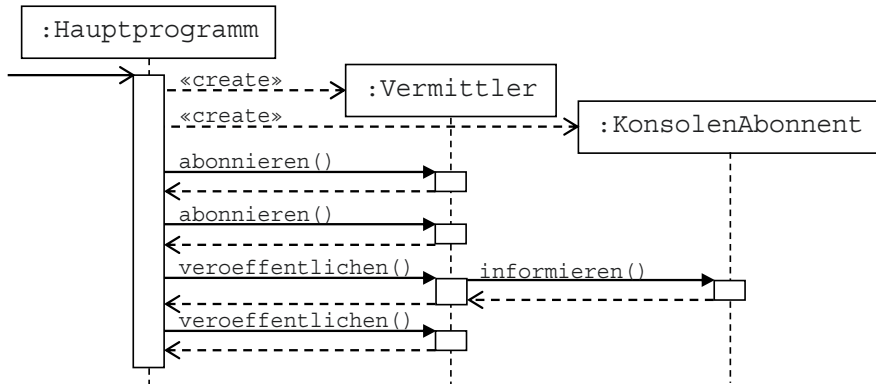 :Hauptprogramm
«create»
:Vermittler
«create»
:KonsolenAbonnent
abonnieren()
abonnieren()
veroeffentlichen()
informieren()
veroeffentlichen()